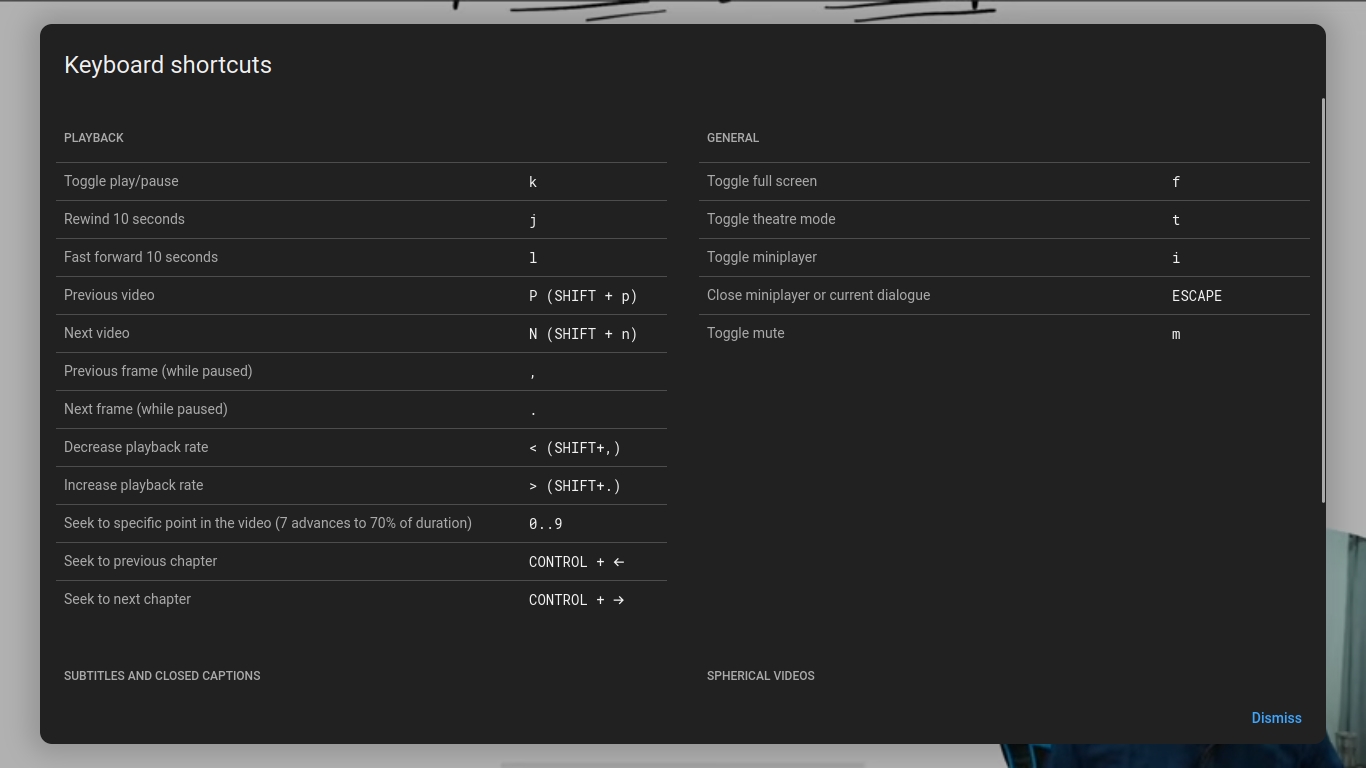 Keyboard shortcuts
PLAYBACK
Toggle play/pause k
Rewind 10 seconds j
Fast forward 10 seconds l
Previous video P (SHIFT + p)
Next video N (SHIFT + n)
Previous frame (while paused) ,
Next frame (while paused) .
Decrease playback rate < (SHIFT+,)
Increase playback rate > (SHIFT+.)
Seek to specific point in the video (7 advances to 70% of duration) 0..9
Seek to previous chapter CONTROL + ←
Seek to next chapter CONTROL + →
GENERAL
Toggle full screen f
Toggle theatre mode t
Toggle miniplayer i
Close miniplayer or current dialogue ESCAPE
Toggle mute m
SUBTITLES AND CLOSED CAPTIONS
SPHERICAL VIDEOS
Dismiss